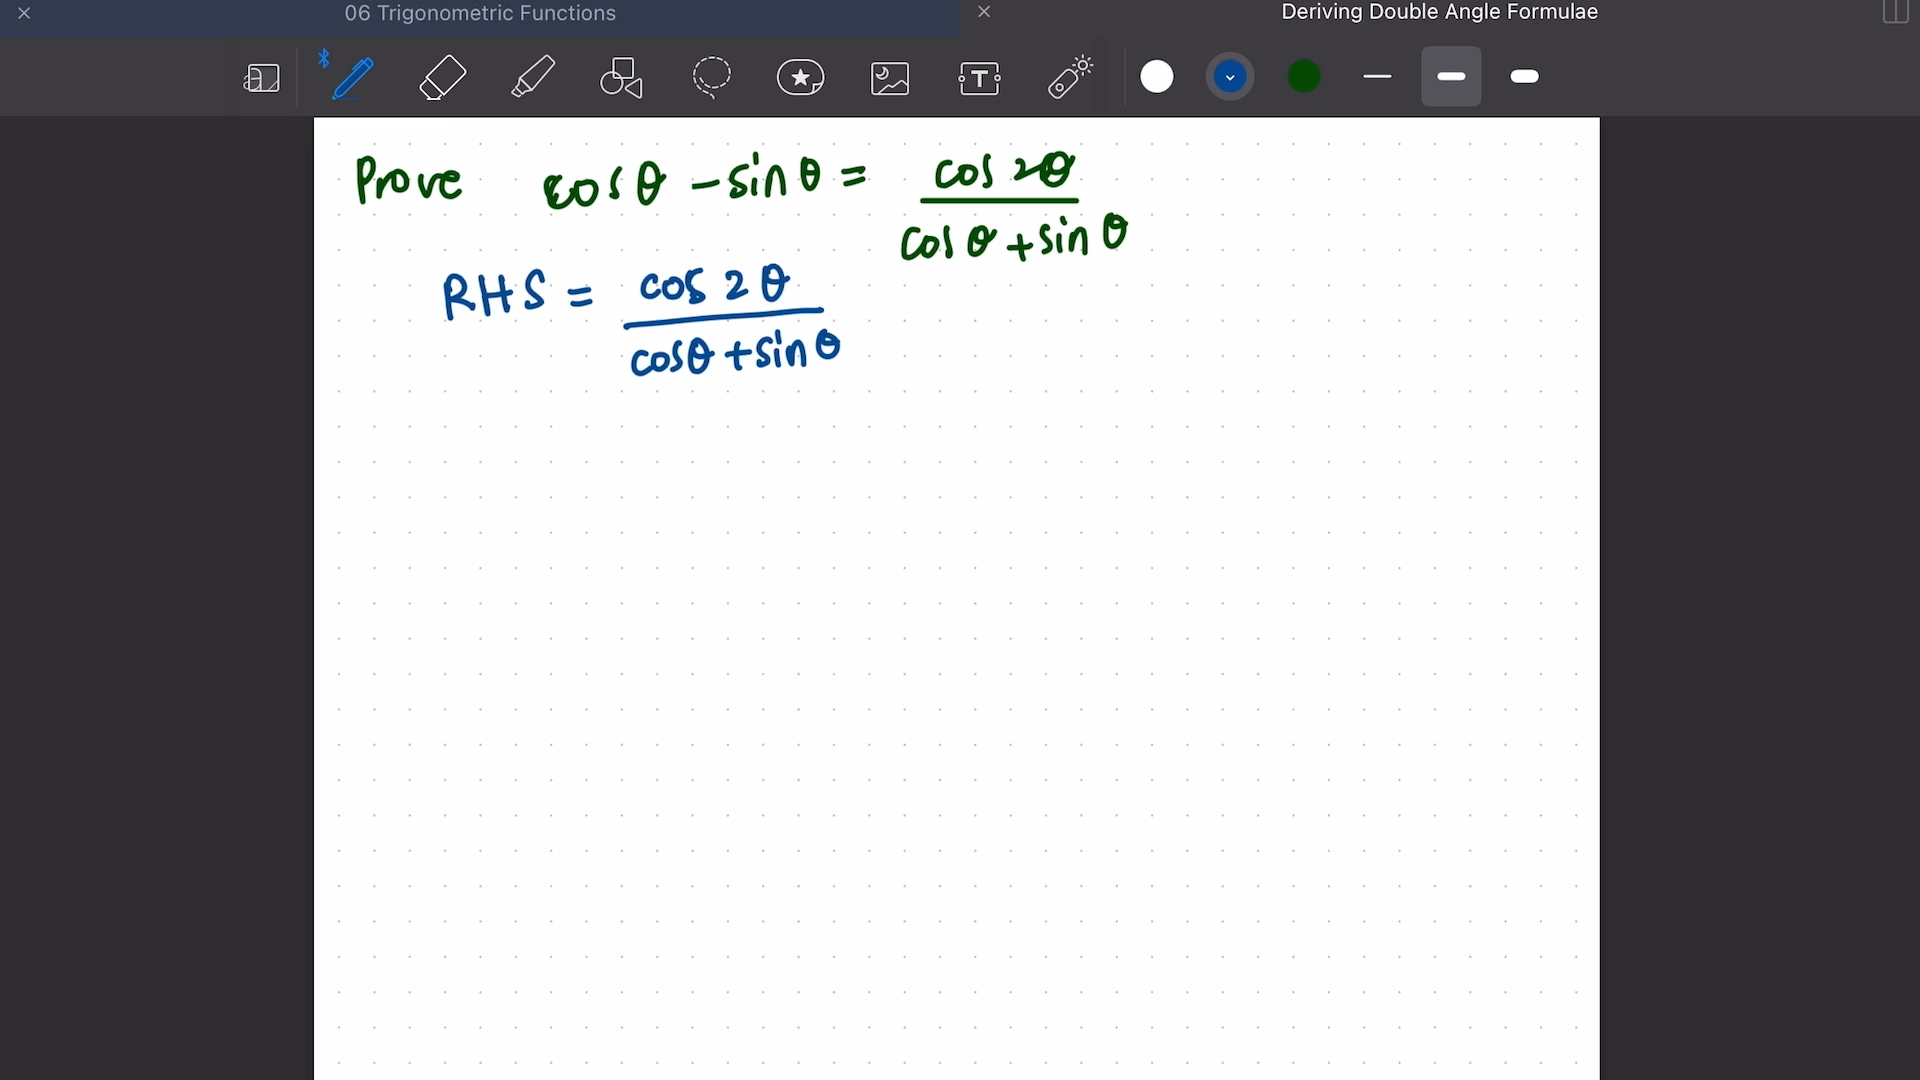 06 Trigonometric Functions
Deriving Double Angle Formulae
T
Prove cosθ - sinθ = cos 2θ / cosθ + sinθ
RHS = cos 2θ / cosθ + sinθ